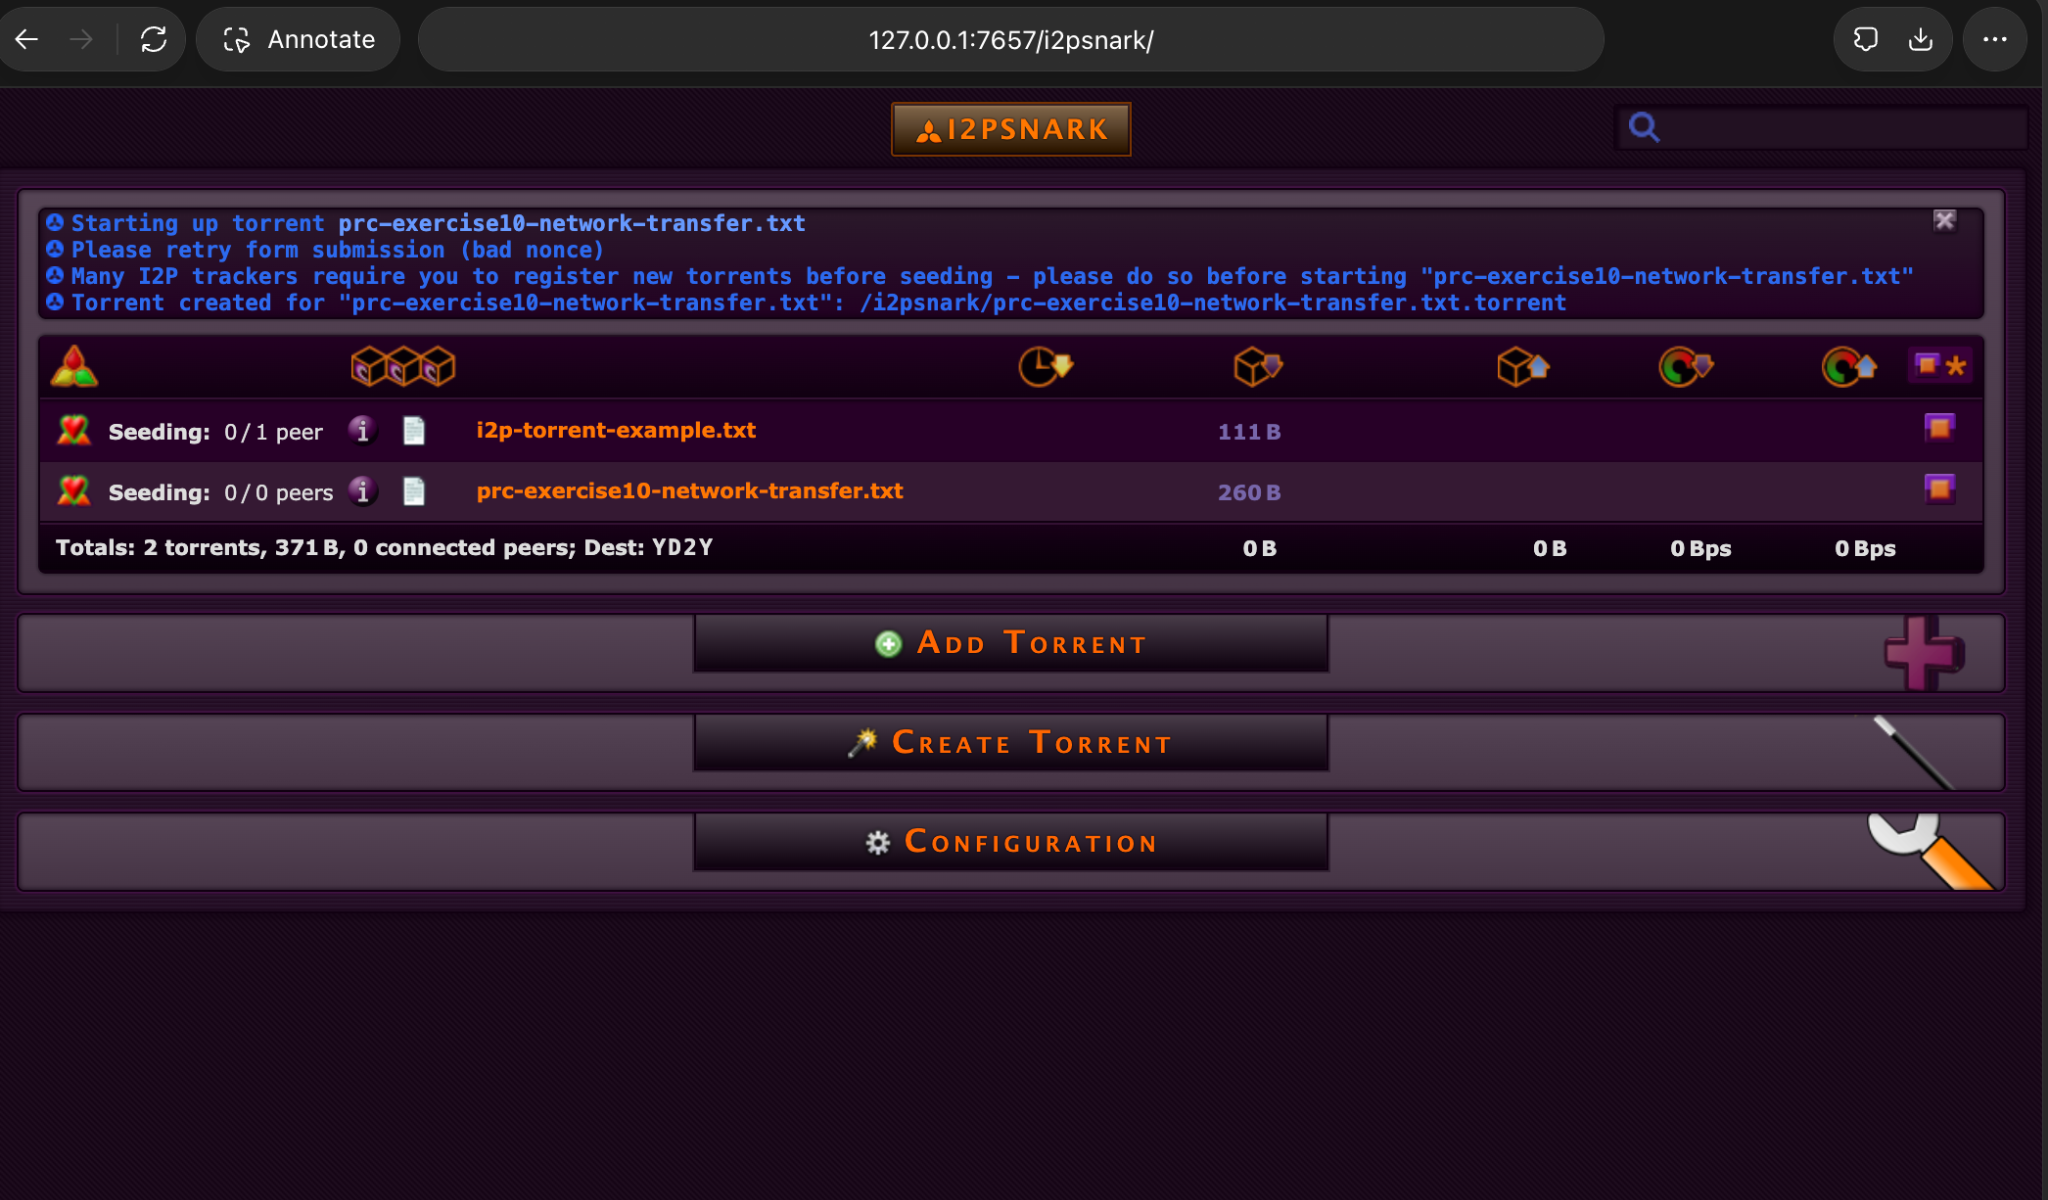 Annotate
127.0.0.1:7657/i2psnark/
I2PSNARK
Starting up torrent prc-exercise10-network-transfer.txt
Please retry form submission (bad nonce)
Many I2P trackers require you to register new torrents before seeding - please do so before starting "prc-exercise10-network-transfer.txt"
Torrent created for "prc-exercise10-network-transfer.txt": /i2psnark/prc-exercise10-network-transfer.txt.torrent
Seeding: 0/1 peer i2p-torrent-example.txt 111 B
Seeding: 0/0 peers prc-exercise10-network-transfer.txt 260 B
Totals: 2 torrents, 371 B, 0 connected peers; Dest: YD2Y 0 B 0 B 0 Bps 0 Bps
Add Torrent
Create Torrent
Configuration